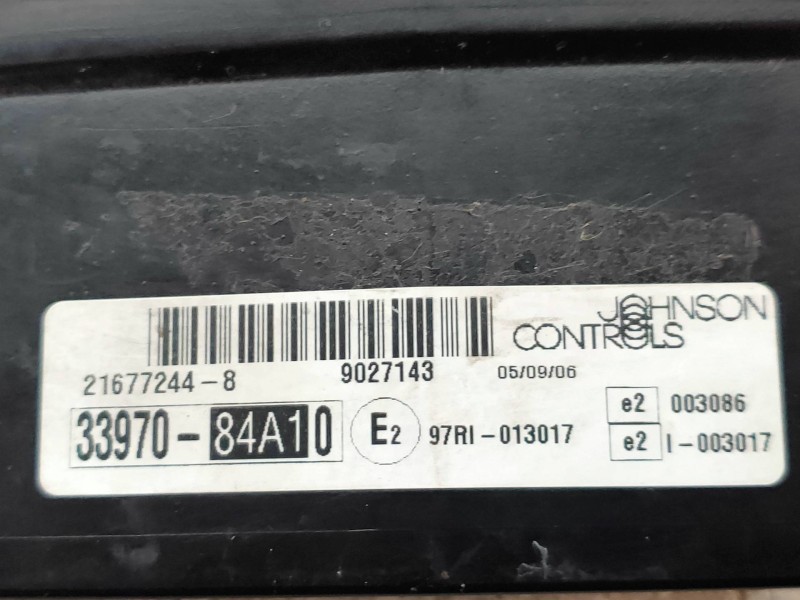 JOHNSON
CONTROLS
21677244-8 9027143 05/09/06
33970-84A10 E2 97RI-013017 e2 003086
e2 I-003017